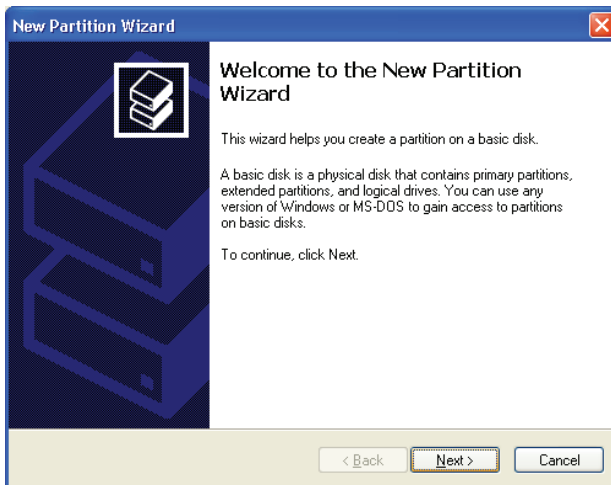 New Partition Wizard
Welcome to the New Partition
Wizard
This wizard helps you create a partition on a basic disk.
A basic disk is a physical disk that contains primary partitions,
extended partitions, and logical drives. You can use any
version of Windows or MS-DOS to gain access to partitions
on basic disks.
To continue, click Next.
< Back Next > Cancel